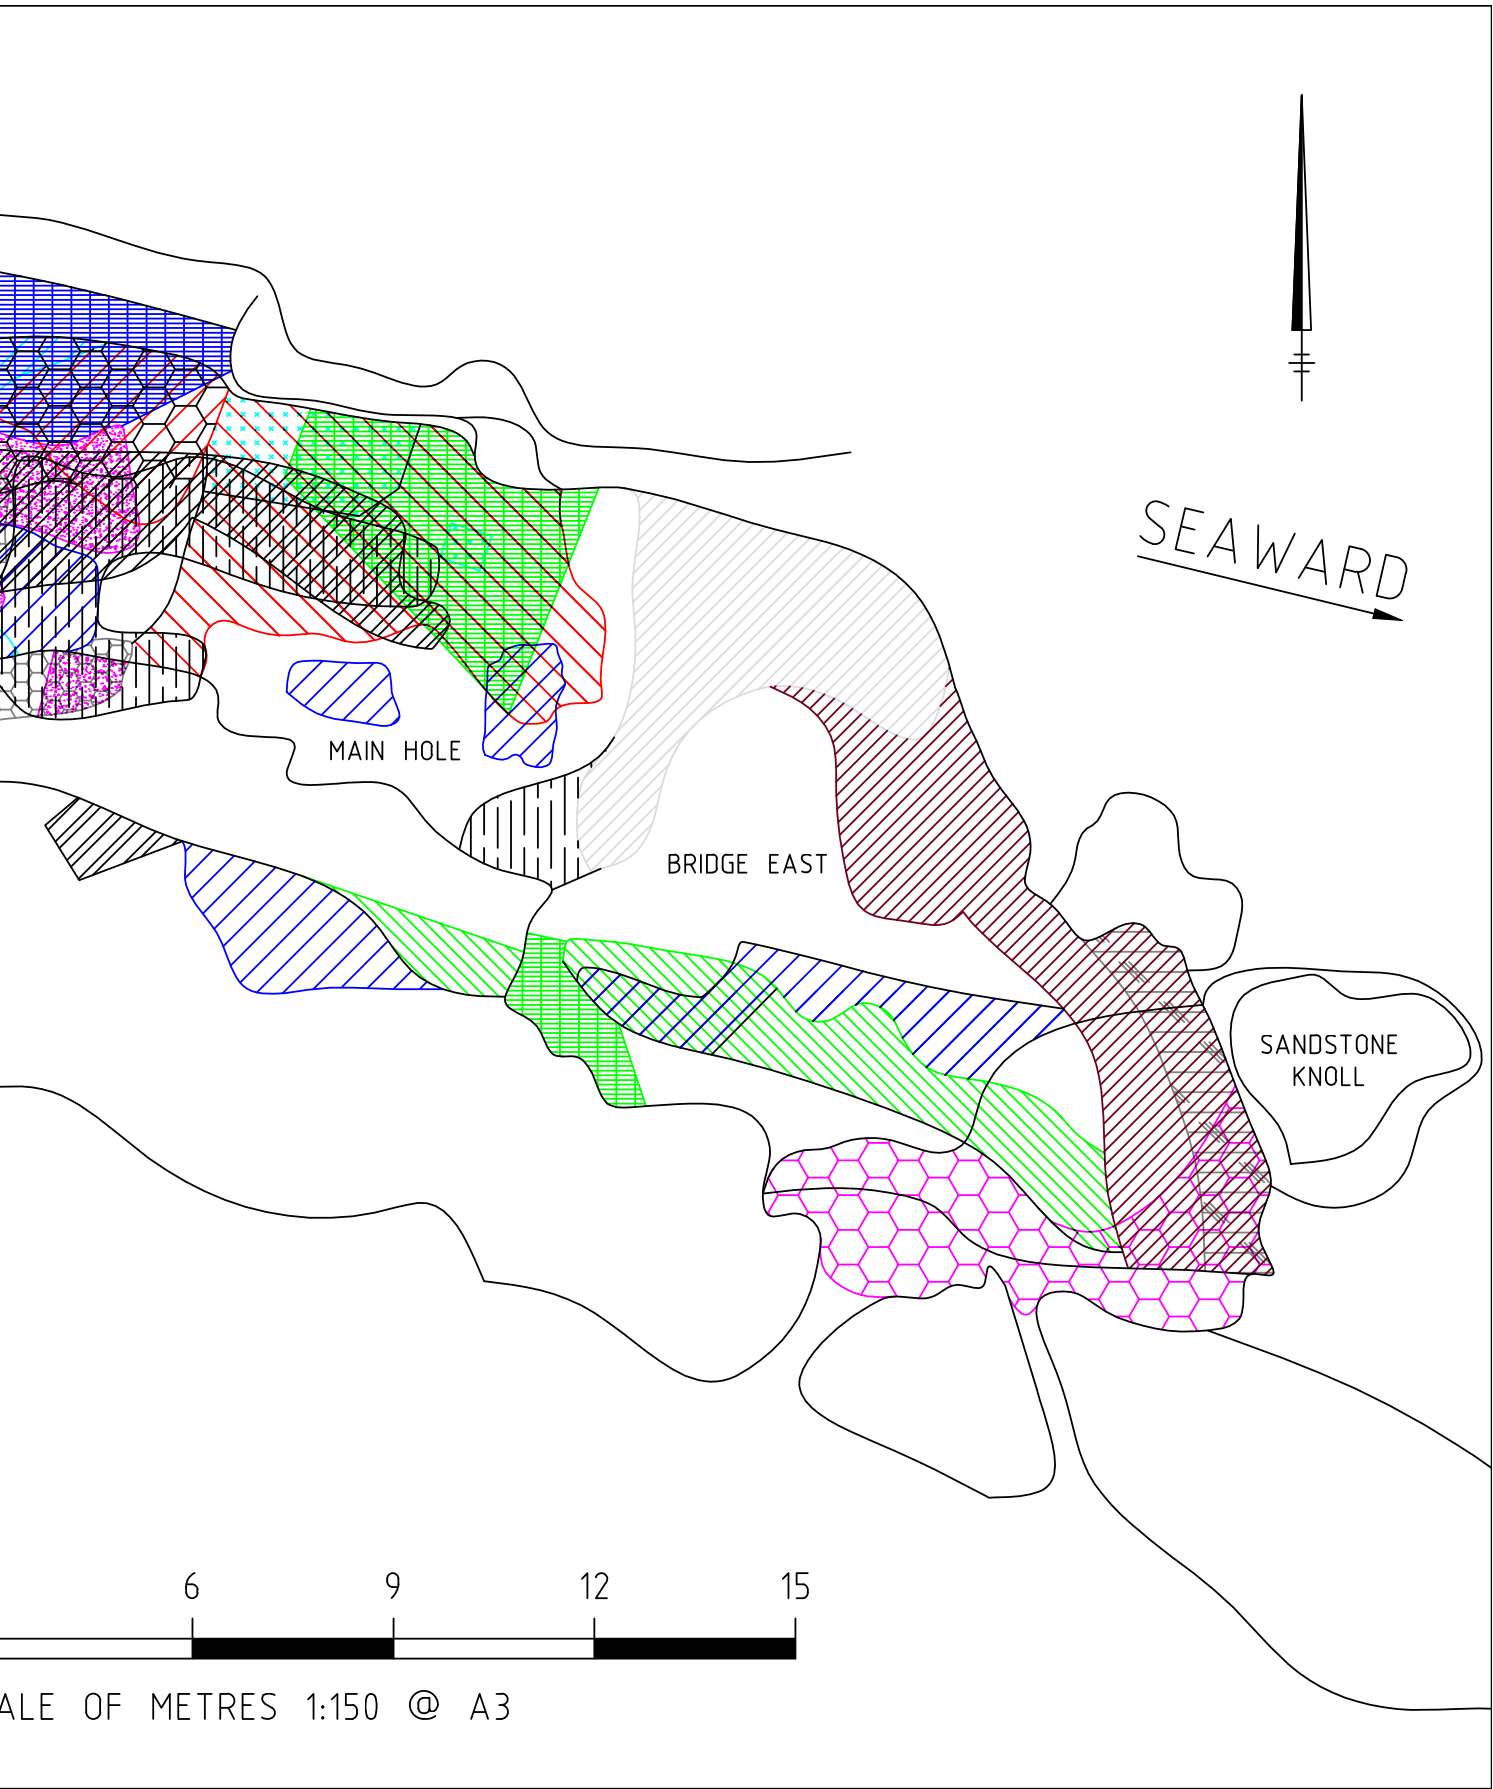 SEAWARD
MAIN HOLE
BRIDGE EAST
SANDSTONE
KNOLL
6 9 12 15
ALE OF METRES 1:150 @ A3